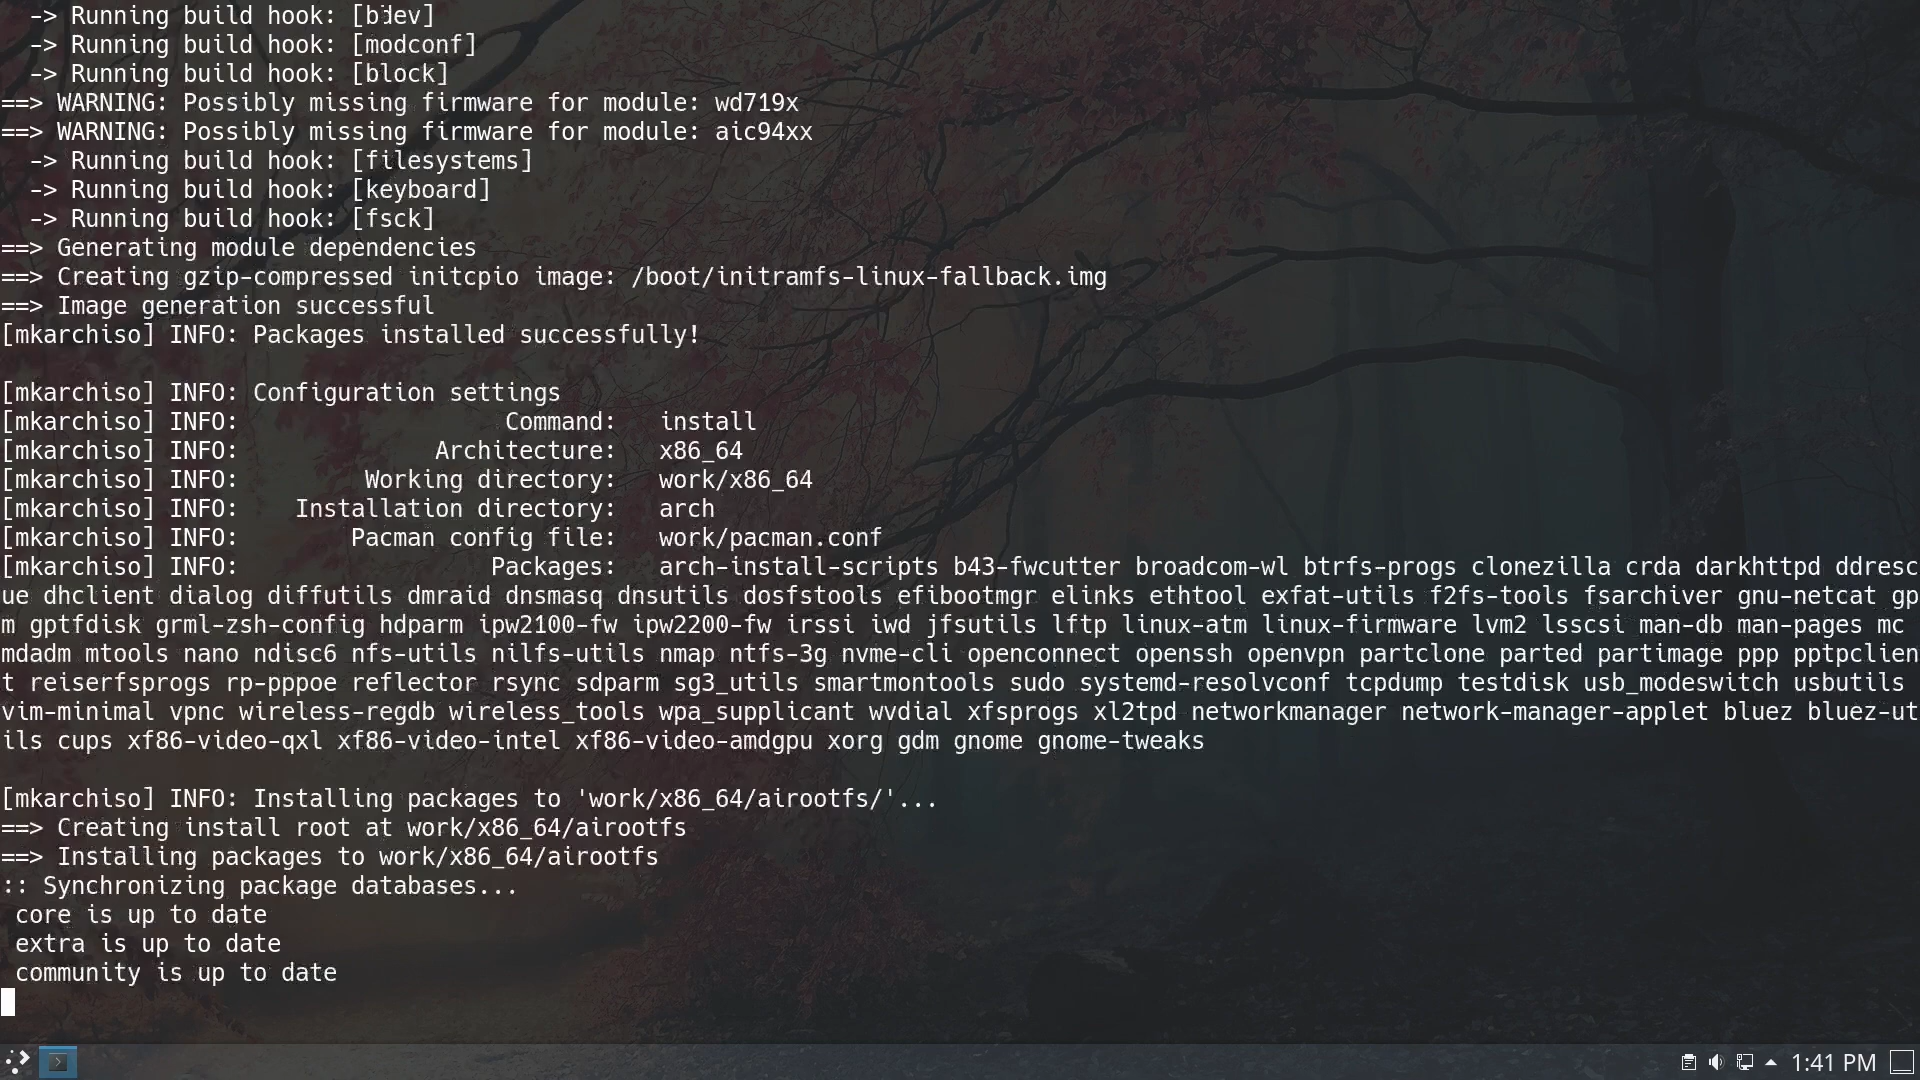 -> Running build hook: [bdev]
-> Running build hook: [modconf]
-> Running build hook: [block]
==> WARNING: Possibly missing firmware for module: wd719x
==> WARNING: Possibly missing firmware for module: aic94xx
-> Running build hook: [filesystems]
-> Running build hook: [keyboard]
-> Running build hook: [fsck]
==> Generating module dependencies
==> Creating gzip-compressed initcpio image: /boot/initramfs-linux-fallback.img
==> Image generation successful
[mkarchiso] INFO: Packages installed successfully!
[mkarchiso] INFO: Configuration settings
[mkarchiso] INFO: Command: install
[mkarchiso] INFO: Architecture: x86_64
[mkarchiso] INFO: Working directory: work/x86_64
[mkarchiso] INFO: Installation directory: arch
[mkarchiso] INFO: Pacman config file: work/pacman.conf
[mkarchiso] INFO: Packages: arch-install-scripts b43-fwcutter broadcom-wl btrfs-progs clonezilla crda darkhttpd ddresc
ue dhclient dialog diffutils dmraid dnsmasq dnsutils dosfstools efibootmgr elinks ethtool exfat-utils f2fs-tools fsarchiver gnu-netcat gp
m gptfdisk grml-zsh-config hdparm ipw2100-fw ipw2200-fw irssi iwd jfsutils lftp linux-atm linux-firmware lvm2 lsscsi man-db man-pages mc
mdadm mtools nano ndisc6 nfs-utils nilfs-utils nmap ntfs-3g nvme-cli openconnect openssh openvpn partclone parted partimage ppp pptpclien
t reiserfsprogs rp-pppoe reflector rsync sdparm sg3_utils smartmontools sudo systemd-resolvconf tcpdump testdisk usb_modeswitch usbutils
vim-minimal vpnc wireless-regdb wireless_tools wpa_supplicant wvdial xfsprogs xl2tpd networkmanager network-manager-applet bluez bluez-ut
ils cups xf86-video-qxl xf86-video-intel xf86-video-amdgpu xorg gdm gnome gnome-tweaks
[mkarchiso] INFO: Installing packages to 'work/x86_64/airootfs/'...
==> Creating install root at work/x86_64/airootfs
==> Installing packages to work/x86_64/airootfs
:: Synchronizing package databases...
core is up to date
extra is up to date
community is up to date
1:41 PM